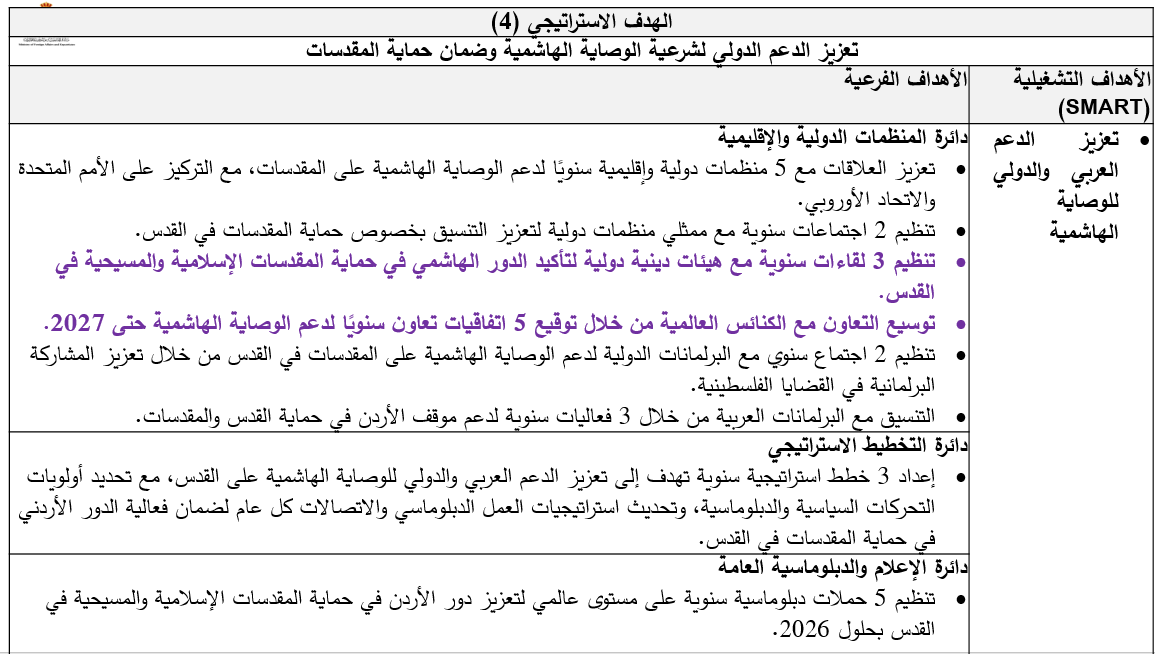 الهدف الاستراتيجي (4)
تعزيز الدعم الدولي لشرعية الوصاية الهاشمية وضمان حماية المقدسات
الأهداف التشغيلية
(SMART)
الأهداف الفرعية
• تعزيز الدعم
العربي والدولي
للوصاية
الهاشمية
دائرة المنظمات الدولية والإقليمية
• تعزيز العلاقات مع 5 منظمات دولية وإقليمية سنويًا لدعم الوصاية الهاشمية على المقدسات، مع التركيز على الأمم المتحدة
والاتحاد الأوروبي.
• تنظيم 2 اجتماعات سنوية مع ممثلي منظمات دولية لتعزيز التنسيق بخصوص حماية المقدسات في القدس.
• تنظيم 3 لقاءات سنوية مع هيئات دينية دولية لتأكيد الدور الهاشمي في حماية المقدسات الإسلامية والمسيحية في
القدس.
• توسيع التعاون مع الكنائس العالمية من خلال توقيع 5 اتفاقيات تعاون سنويًا لدعم الوصاية الهاشمية حتى 2027.
• تنظيم 2 اجتماع سنوي مع البرلمانات الدولية لدعم الوصاية الهاشمية على المقدسات في القدس من خلال تعزيز المشاركة
البرلمانية في القضايا الفلسطينية.
• التنسيق مع البرلمانات العربية من خلال 3 فعاليات سنوية لدعم موقف الأردن في حماية القدس والمقدسات.
دائرة التخطيط الاستراتيجي
• إعداد 3 خطط استراتيجية سنوية تهدف إلى تعزيز الدعم العربي والدولي للوصاية الهاشمية على القدس، مع تحديد أولويات
التحركات السياسية والدبلوماسية، وتحديث استراتيجيات العمل الدبلوماسي والاتصالات كل عام لضمان فعالية الدور الأردني
في حماية المقدسات في القدس.
دائرة الإعلام والدبلوماسية العامة
• تنظيم 5 حملات دبلوماسية سنوية على مستوى عالمي لتعزيز دور الأردن في حماية المقدسات الإسلامية والمسيحية في
القدس بحلول 2026.